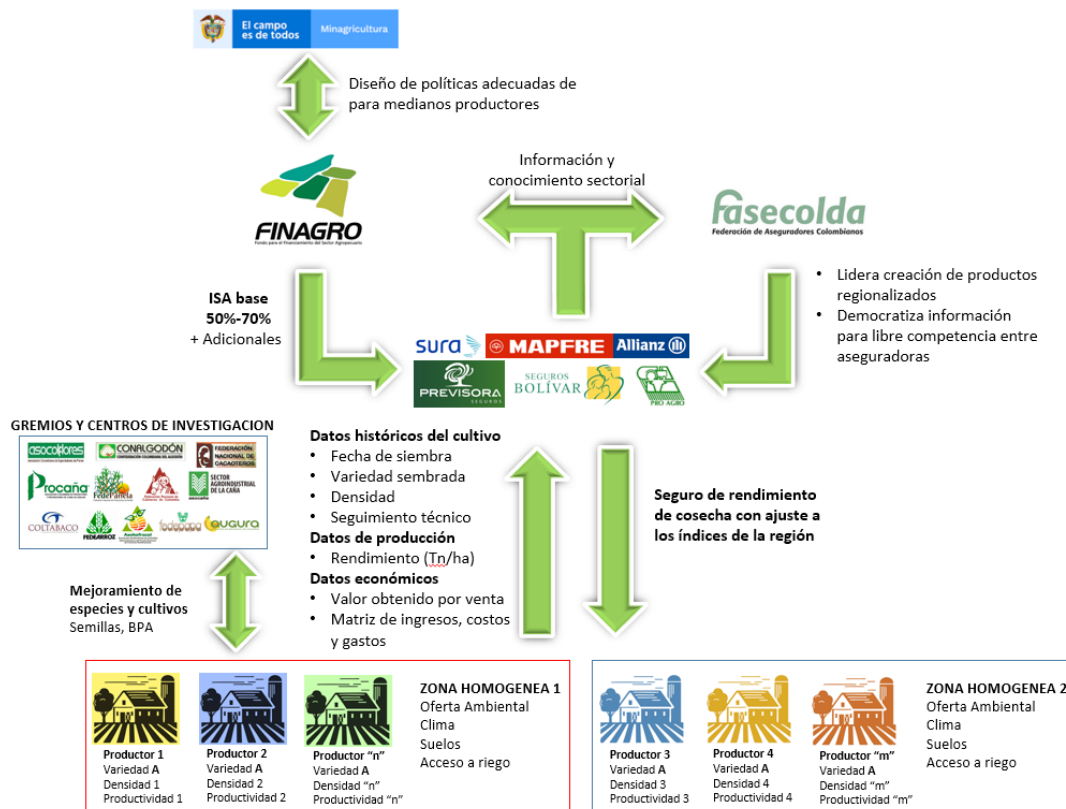 El campo
es de todos
Minagricultura
Diseño de políticas adecuadas de
para medianos productores
Información y
conocimiento sectorial
FINAGRO
Fondo para el Financiamiento del Sector Agropecuario
fasecolda
Federación de Aseguradores Colombianos
ISA base
50%-70%
+ Adicionales
• Lidera creación de productos
regionalizados
• Democratiza información
para libre competencia entre
aseguradoras
sura
MAPFRE
Allianz
PREVISORA
SEGUROS
SEGUROS
BOLÍVAR
PRO AGRO
GREMIOS Y CENTROS DE INVESTIGACION
asocolflores
CONALGODÓN
FEDERACIÓN
NACIONAL DE
CACAOTEROS
Procaña
FedePanela
SECTOR
AGROINDUSTRIAL
DE LA CAÑA
asocaña
COLTABACO
FEDEARROZ
Asohofrucol
fedepapa
augura
Datos históricos del cultivo
• Fecha de siembra
• Variedad sembrada
• Densidad
• Seguimiento técnico
Datos de producción
• Rendimiento (Tn/ha)
Datos económicos
• Valor obtenido por venta
• Matriz de ingresos, costos
y gastos
Seguro de rendimiento
de cosecha con ajuste a
los índices de la región
Mejoramiento de
especies y cultivos
Semillas, BPA
Productor 1
Variedad A
Densidad 1
Productividad 1
Productor 2
Variedad A
Densidad 2
Productividad 2
Productor “n”
Variedad A
Densidad “n”
Productividad “n”
ZONA HOMOGENEA 1
Oferta Ambiental
Clima
Suelos
Acceso a riego
Productor 3
Variedad A
Densidad 3
Productividad 3
Productor 4
Variedad A
Densidad 4
Productividad 4
Productor “m”
Variedad A
Densidad “m”
Productividad “m”
ZONA HOMOGENEA 2
Oferta Ambiental
Clima
Suelos
Acceso a riego